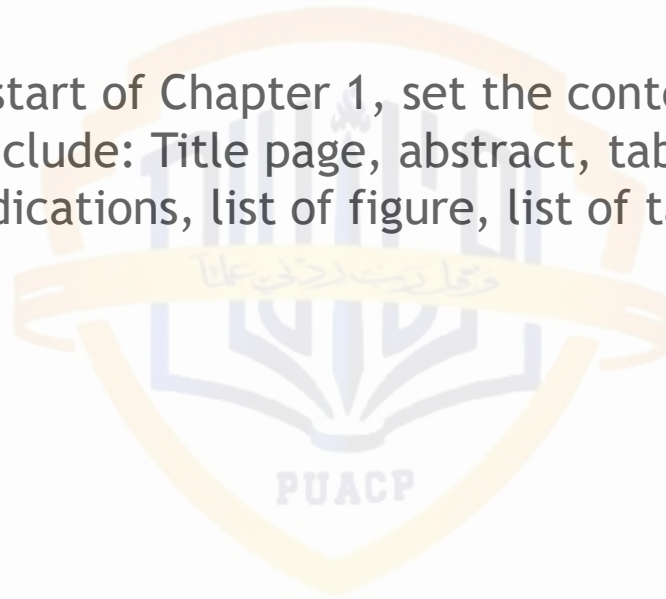 start of Chapter 1, set the conte
clude: Title page, abstract, tab
dications, list of figure, list of ta
وَقُل رَّبِّ زِدْنِي عِلْمًا
PUACP